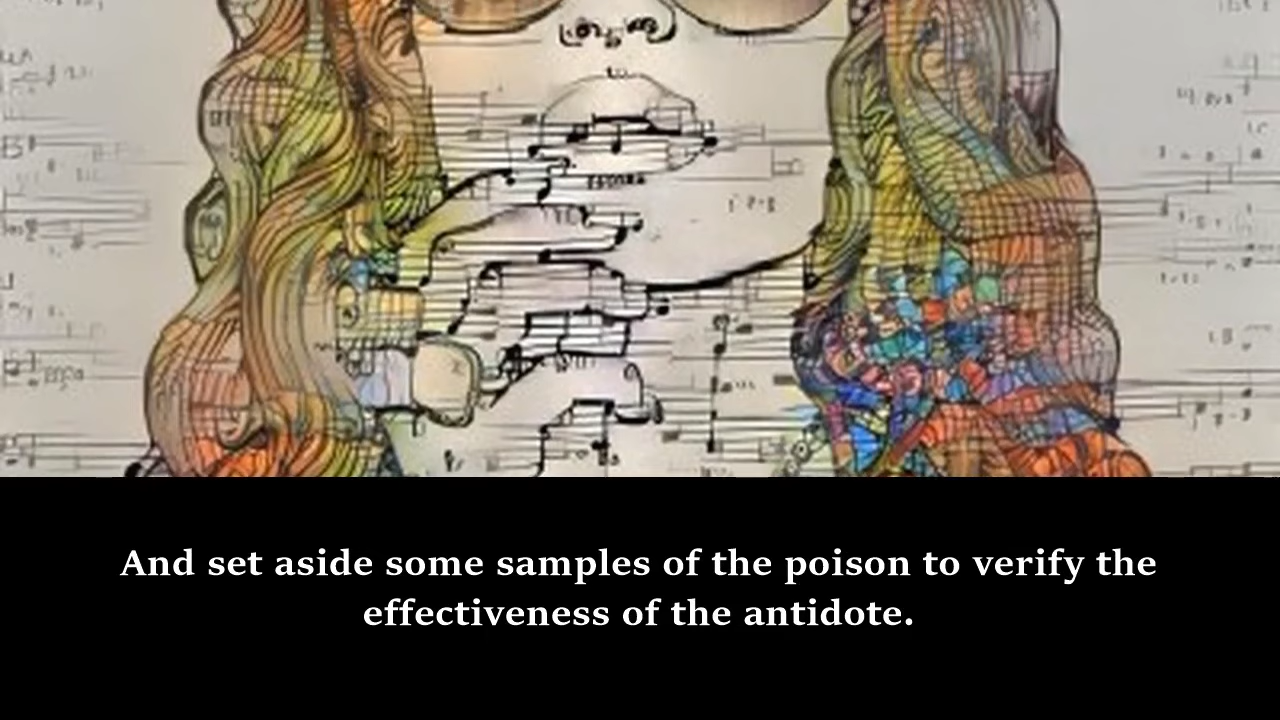 And set aside some samples of the poison to verify the
effectiveness of the antidote.